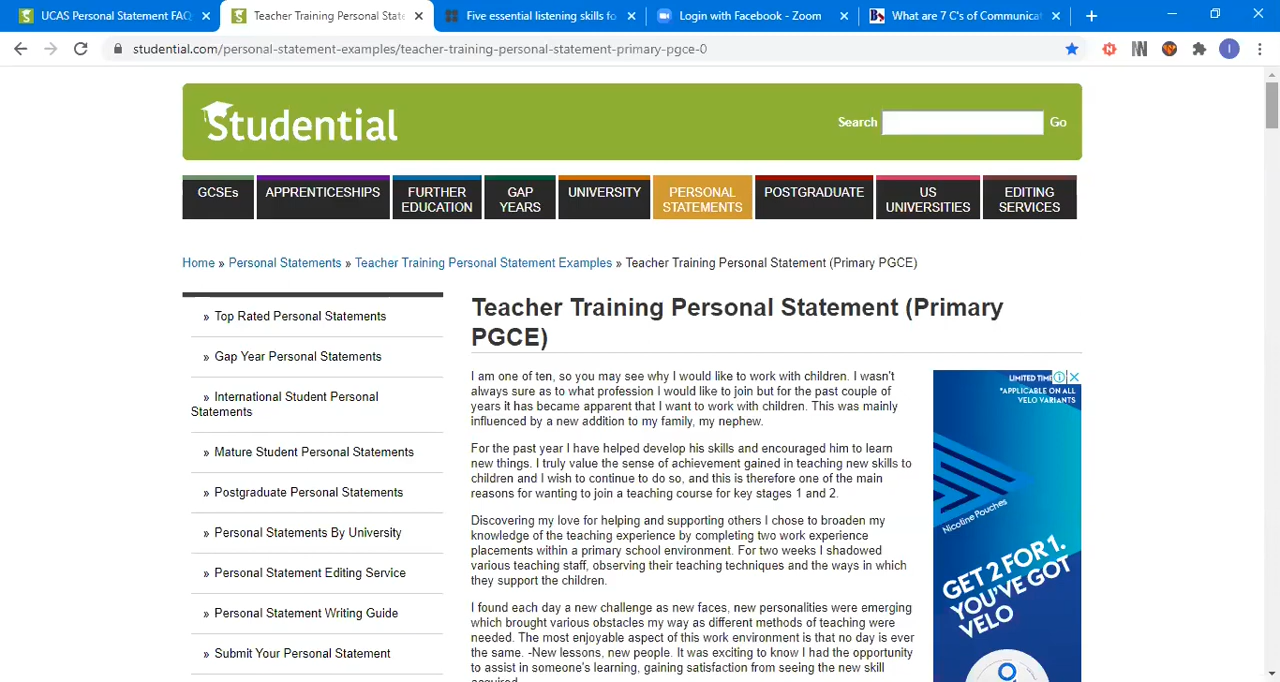 UCAS Personal Statement FAQ
Teacher Training Personal State
Five essential listening skills fo
Login with Facebook - Zoom
What are 7 C's of Communicat
studential.com/personal-statement-examples/teacher-training-personal-statement-primary-pgce-0
Studential
Search
Go
GCSEs
APPRENTICESHIPS
FURTHER
EDUCATION
GAP
YEARS
UNIVERSITY
PERSONAL
STATEMENTS
POSTGRADUATE
US
UNIVERSITIES
EDITING
SERVICES
Home » Personal Statements » Teacher Training Personal Statement Examples » Teacher Training Personal Statement (Primary PGCE)
» Top Rated Personal Statements
» Gap Year Personal Statements
» International Student Personal
Statements
» Mature Student Personal Statements
» Postgraduate Personal Statements
» Personal Statements By University
» Personal Statement Editing Service
» Personal Statement Writing Guide
» Submit Your Personal Statement
Teacher Training Personal Statement (Primary
PGCE)
I am one of ten, so you may see why I would like to work with children. I wasn't
always sure as to what profession I would like to join but for the past couple of
years it has became apparent that I want to work with children. This was mainly
influenced by a new addition to my family, my nephew.
For the past year I have helped develop his skills and encouraged him to learn
new things. I truly value the sense of achievement gained in teaching new skills to
children and I wish to continue to do so, and this is therefore one of the main
reasons for wanting to join a teaching course for key stages 1 and 2.
Discovering my love for helping and supporting others I chose to broaden my
knowledge of the teaching experience by completing two work experience
placements within a primary school environment. For two weeks I shadowed
various teaching staff, observing their teaching techniques and the ways in which
they support the children.
I found each day a new challenge as new faces, new personalities were emerging
which brought various obstacles my way as different methods of teaching were
needed. The most enjoyable aspect of this work environment is that no day is ever
the same. -New lessons, new people. It was exciting to know I had the opportunity
to assist in someone's learning, gaining satisfaction from seeing the new skill
acquired.
LIMITED TIME
*APPLICABLE ON ALL
VELO VARIANTS
Nicotine Pouches
GET 2 FOR 1.
YOU'VE GOT
VELO